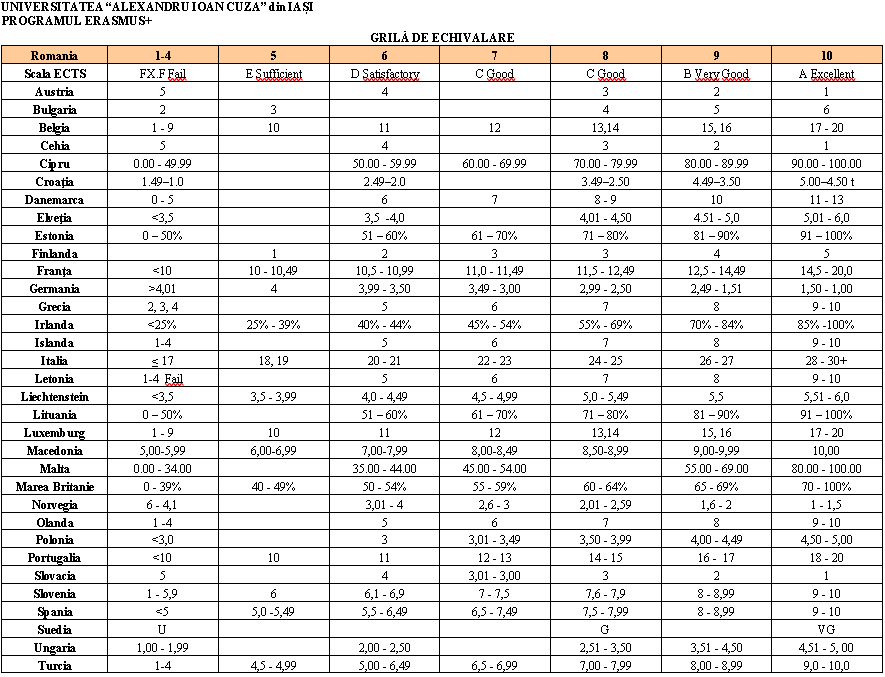 UNIVERSITATEA “ALEXANDRU IOAN CUZA” din IAȘI
PROGRAMUL ERASMUS+
GRILĂ DE ECHIVALARE
Romania 1-4 5 6 7 8 9 10
Scala ECTS FX.F Fail E Sufficient D Satisfactory C Good C Good B Very Good A Excellent
Austria 5 4 3 2 1
Bulgaria 2 3 4 5 6
Belgia 1 - 9 10 11 12 13,14 15, 16 17 - 20
Cehia 5 4 3 2 1
Cipru 0.00 - 49.99 50.00 - 59.99 60.00 - 69.99 70.00 - 79.99 80.00 - 89.99 90.00 - 100.00
Croația 1.49–1.0 2.49–2.0 3.49–2.50 4.49–3.50 5.00–4.50 t
Danemarca 0 - 5 6 7 8 - 9 10 11 - 13
Elveția <3,5 3,5 -4,0 4,01 - 4,50 4.51 - 5,0 5,01 - 6,0
Estonia 0 – 50% 51 – 60% 61 – 70% 71 – 80% 81 – 90% 91 – 100%
Finlanda 1 2 3 3 4 5
Franța <10 10 - 10,49 10,5 - 10,99 11,0 - 11,49 11,5 - 12,49 12,5 - 14,49 14,5 - 20,0
Germania >4,01 4 3,99 - 3,50 3,49 - 3,00 2,99 - 2,50 2,49 - 1,51 1,50 - 1,00
Grecia 2, 3, 4 5 6 7 8 9 - 10
Irlanda <25% 25% - 39% 40% - 44% 45% - 54% 55% - 69% 70% - 84% 85% -100%
Islanda 1-4 5 6 7 8 9 - 10
Italia ≤ 17 18, 19 20 - 21 22 - 23 24 - 25 26 - 27 28 - 30+
Letonia 1-4 Fail 5 6 7 8 9 - 10
Liechtenstein <3,5 3,5 - 3,99 4,0 - 4,49 4,5 - 4,99 5,0 - 5,49 5,5 5,51 - 6,0
Lituania 0 – 50% 51 – 60% 61 – 70% 71 – 80% 81 – 90% 91 – 100%
Luxemburg 1 - 9 10 11 12 13,14 15, 16 17 - 20
Macedonia 5,00-5,99 6,00-6,99 7,00-7,99 8,00-8,49 8,50-8,99 9,00-9,99 10,00
Malta 0.00 - 34.00 35.00 - 44.00 45.00 - 54.00 55.00 - 69.00 80.00 - 100.00
Marea Britanie 0 - 39% 40 - 49% 50 - 54% 55 - 59% 60 - 64% 65 - 69% 70 - 100%
Norvegia 6 - 4,1 3,01 - 4 2,6 - 3 2,01 - 2,59 1,6 - 2 1 - 1,5
Olanda 1 -4 5 6 7 8 9 - 10
Polonia <3,0 3 3,01 - 3,49 3,50 - 3,99 4,00 - 4,49 4,50 - 5,00
Portugalia <10 10 11 12 - 13 14 - 15 16 - 17 18 - 20
Slovacia 5 4 3,01 - 3,00 3 2 1
Slovenia 1 - 5,9 6 6,1 - 6,9 7 - 7,5 7,6 - 7,9 8 - 8,99 9 - 10
Spania <5 5,0 -5,49 5,5 - 6,49 6,5 - 7,49 7,5 - 7,99 8 - 8,99 9 - 10
Suedia U G VG
Ungaria 1,00 - 1,99 2,00 - 2,50 2,51 - 3,50 3,51 - 4,50 4,51 - 5, 00
Turcia 1-4 4,5 - 4,99 5,00 - 6,49 6,5 - 6,99 7,00 - 7,99 8,00 - 8,99 9,0 - 10,0